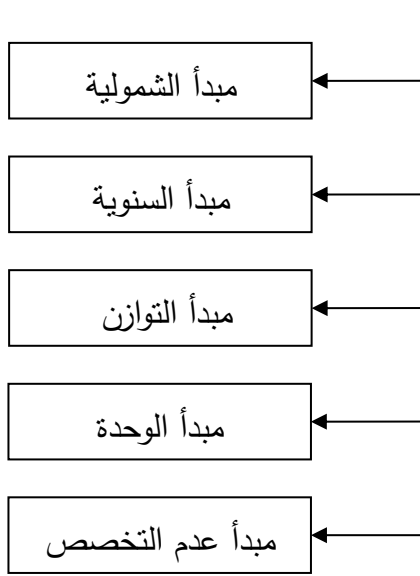 مبدأ الشمولية
مبدأ السنوية
مبدأ التوازن
مبدأ الوحدة
مبدأ عدم التخصص